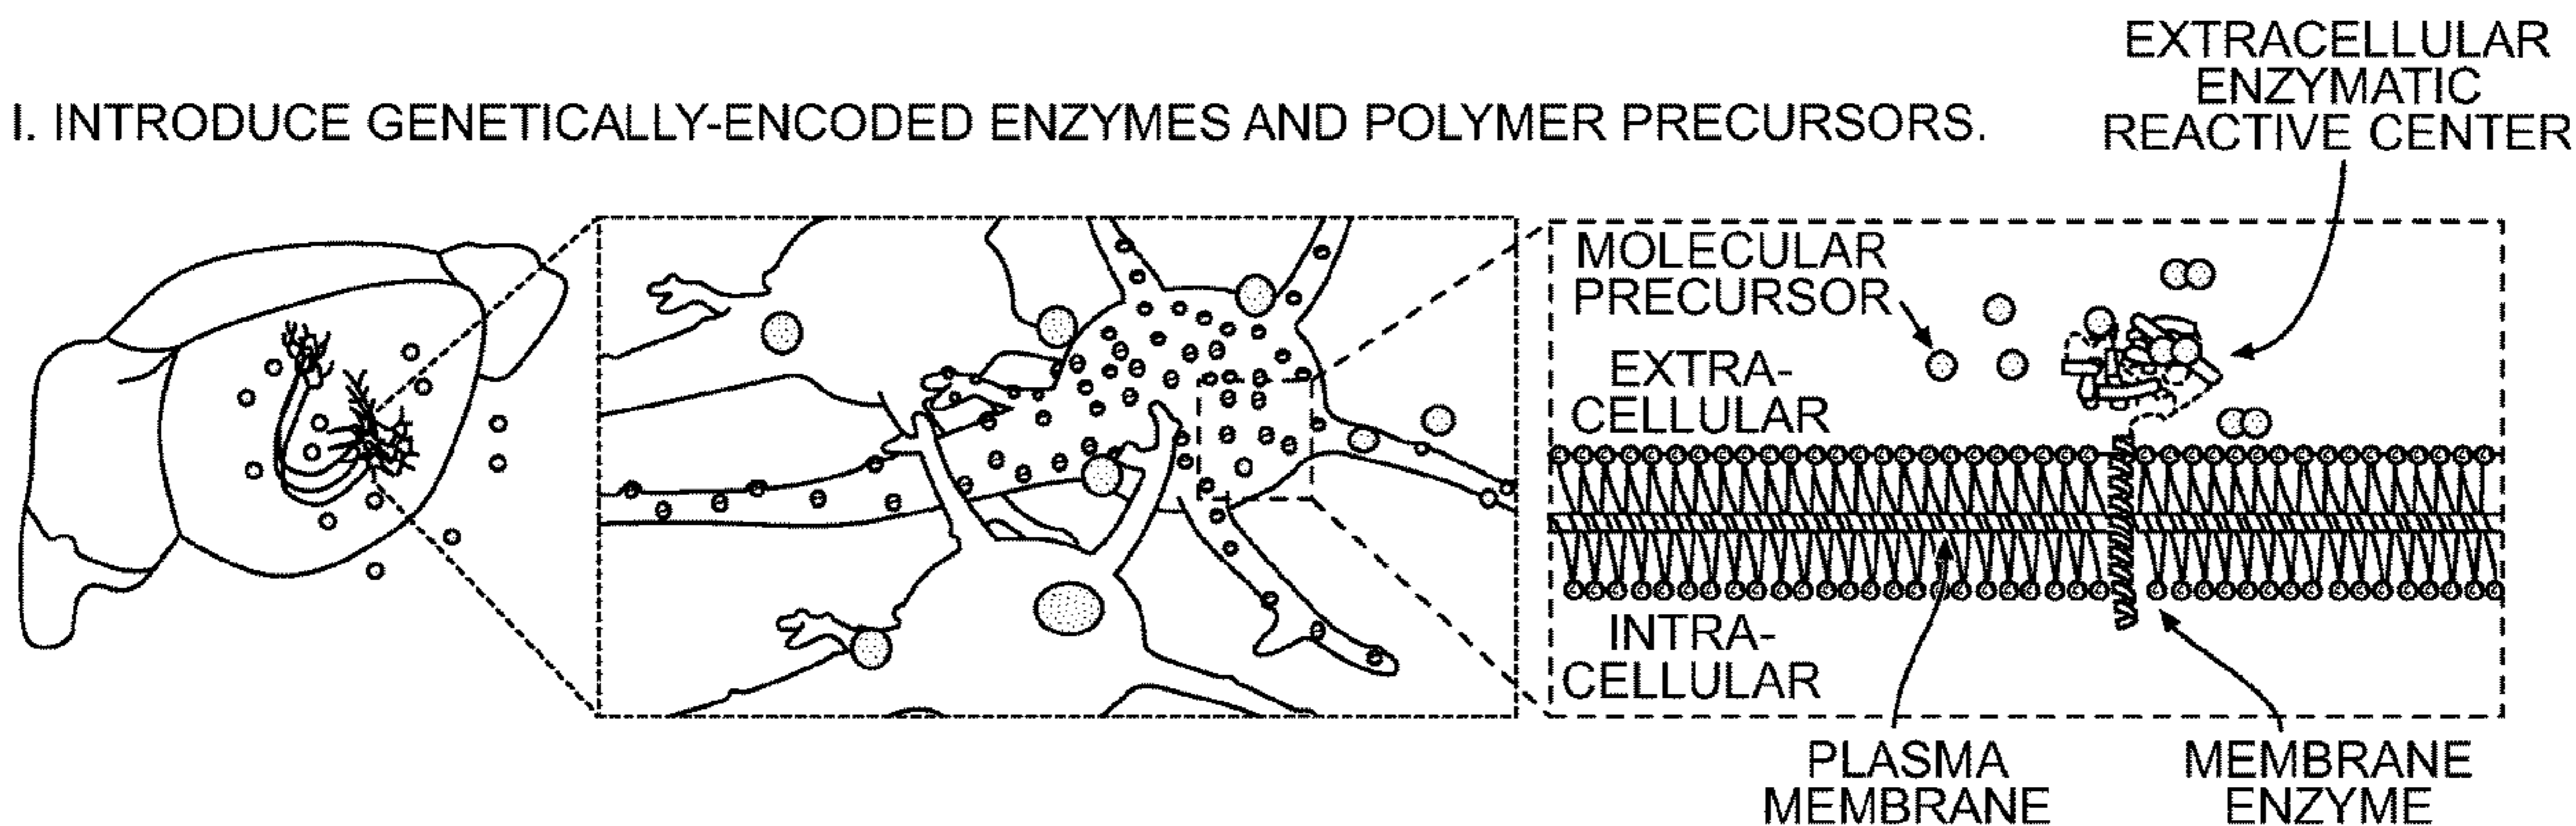 I. INTRODUCE GENETICALLY-ENCODED ENZYMES AND POLYMER PRECURSORS.
EXTRACELLULAR
ENZYMATIC
REACTIVE CENTER
MOLECULAR
PRECURSOR
EXTRA-
CELLULAR
INTRA-
CELLULAR
PLASMA
MEMBRANE
MEMBRANE
ENZYME